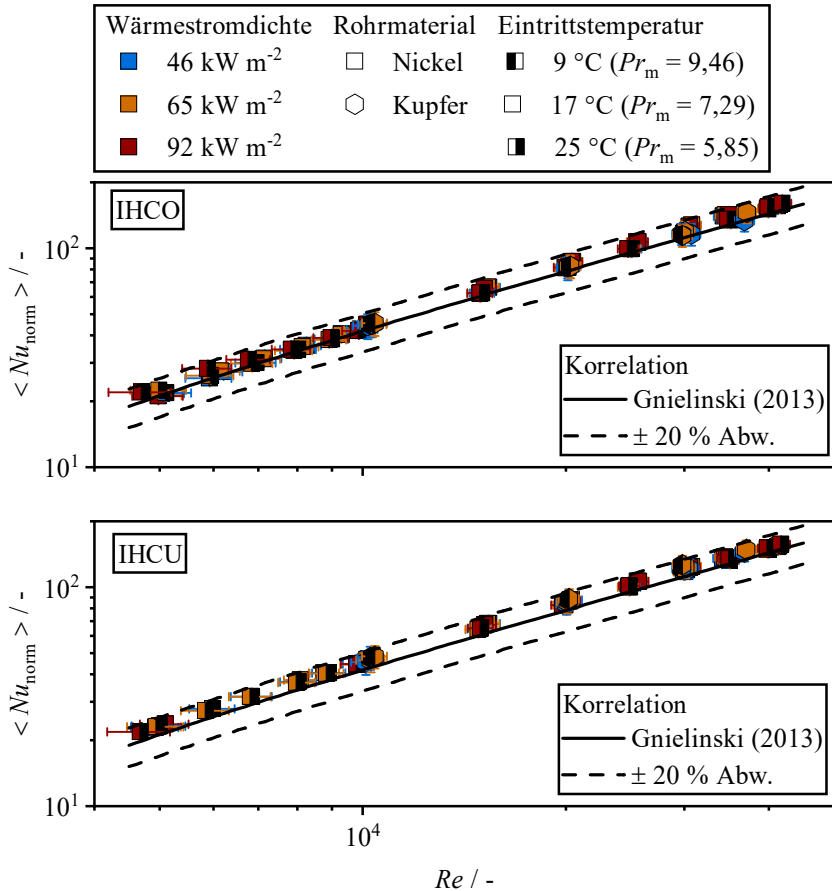 Wärmestromdichte Rohrmaterial Eintrittstemperatur
46 kW m⁻² Nickel 9 °C (Prₘ = 9,46)
65 kW m⁻² Kupfer 17 °C (Prₘ = 7,29)
92 kW m⁻² 25 °C (Prₘ = 5,85)
IHCO
10²
< Nu_norm > / -
Korrelation
Gnielinski (2013)
± 20 % Abw.
10¹
IHCU
10²
< Nu_norm > / -
Korrelation
Gnielinski (2013)
± 20 % Abw.
10¹
10⁴
Re / -